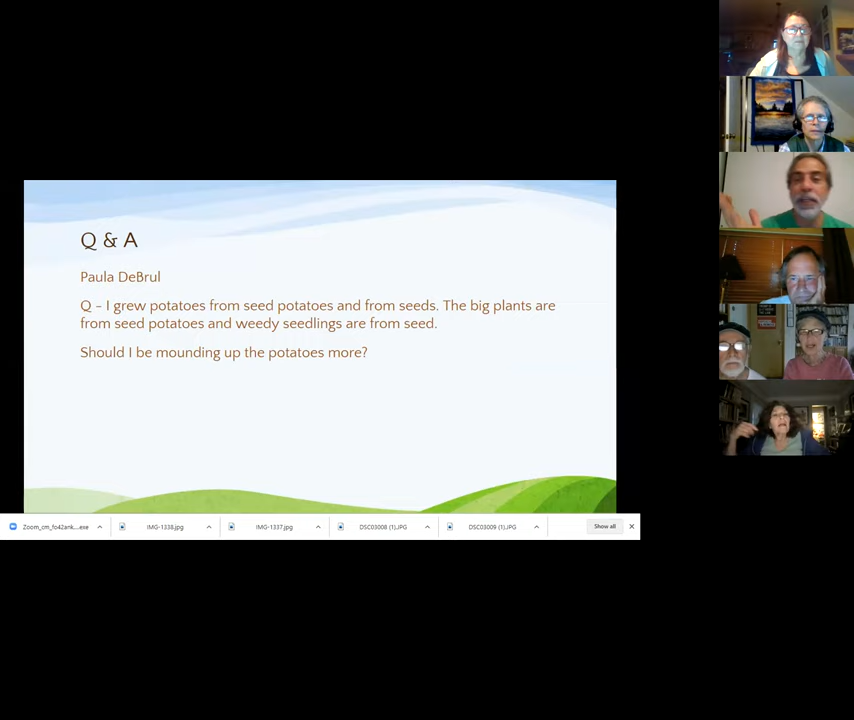 Q & A
Paula DeBrul
Q - I grew potatoes from seed potatoes and from seeds. The big plants are
from seed potatoes and weedy seedlings are from seed.
Should I be mounding up the potatoes more?
Zoom_cm_fo42ank....exe
IMG-1338.jpg
IMG-1337.jpg
DSC03008 (1).JPG
DSC03009 (1).JPG
Show all